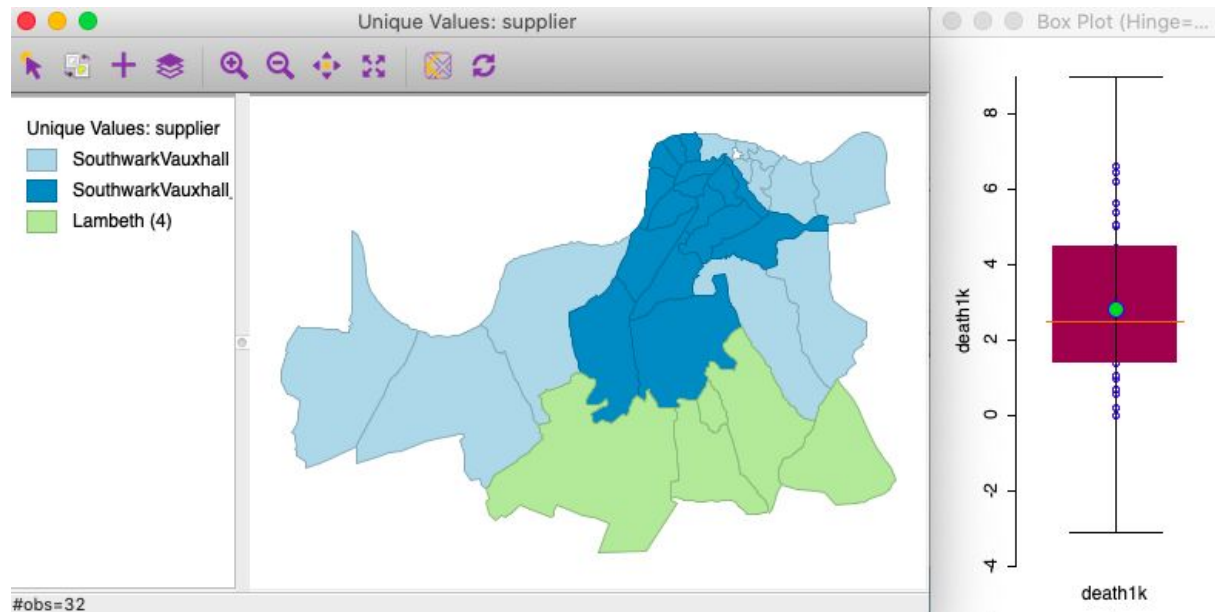 Unique Values: supplier
Box Plot (Hinge=...
Unique Values: supplier
SouthwarkVauxhall
SouthwarkVauxhall_
Lambeth (4)
#obs=32
8
6
4
2
0
-2
-4
death1k
death1k